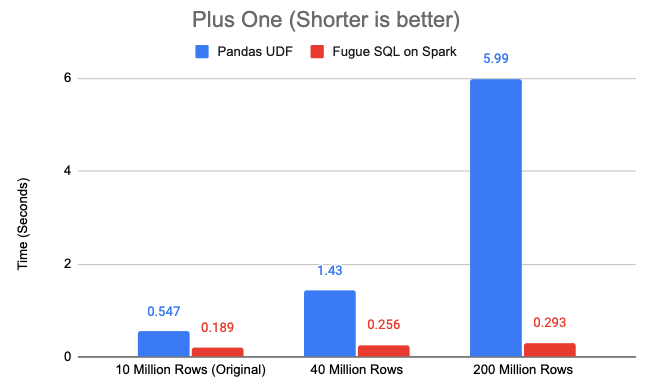 Plus One (Shorter is better)
Pandas UDF Fugue SQL on Spark
Time (Seconds)
6
4
2
0
0.547
0.189
1.43
0.256
5.99
0.293
10 Million Rows (Original) 40 Million Rows 200 Million Rows